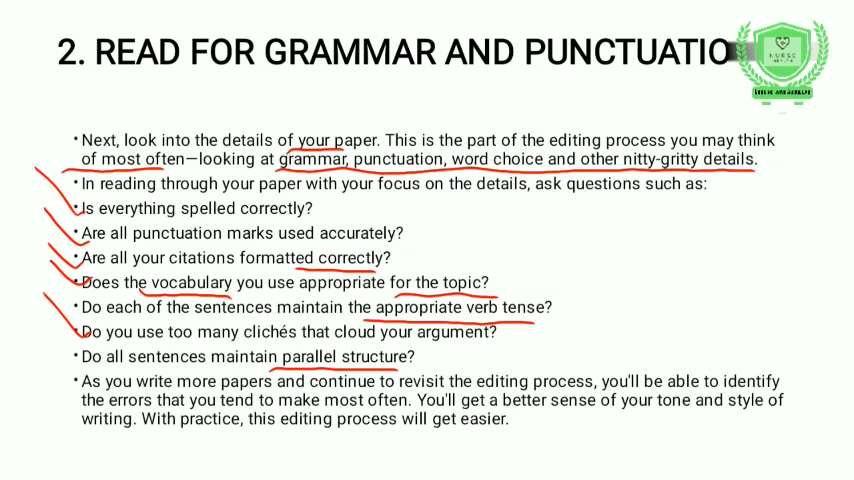 2. READ FOR GRAMMAR AND PUNCTUATIO
NURSE
•Next, look into the details of your paper. This is the part of the editing process you may think
of most often—looking at grammar, punctuation, word choice and other nitty-gritty details.
•In reading through your paper with your focus on the details, ask questions such as:
•Is everything spelled correctly?
•Are all punctuation marks used accurately?
•Are all your citations formatted correctly?
•Does the vocabulary you use appropriate for the topic?
•Do each of the sentences maintain the appropriate verb tense?
•Do you use too many clichés that cloud your argument?
•Do all sentences maintain parallel structure?
•As you write more papers and continue to revisit the editing process, you'll be able to identify
the errors that you tend to make most often. You'll get a better sense of your tone and style of
writing. With practice, this editing process will get easier.